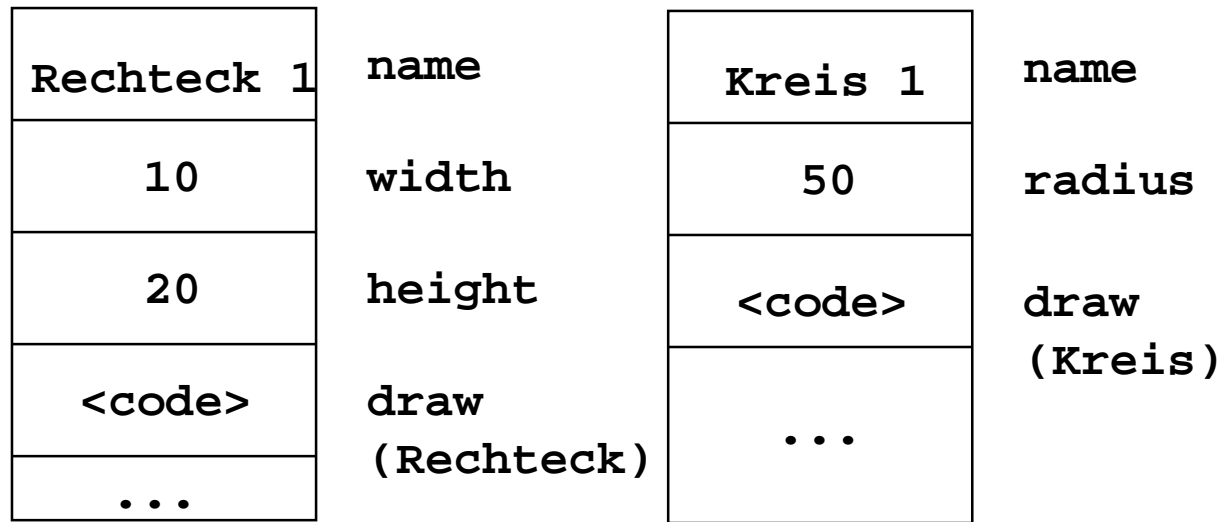 Rechteck 1 name
10 width
20 height
<code> draw
(Rechteck)
...
Kreis 1 name
50 radius
<code> draw
(Kreis)
...